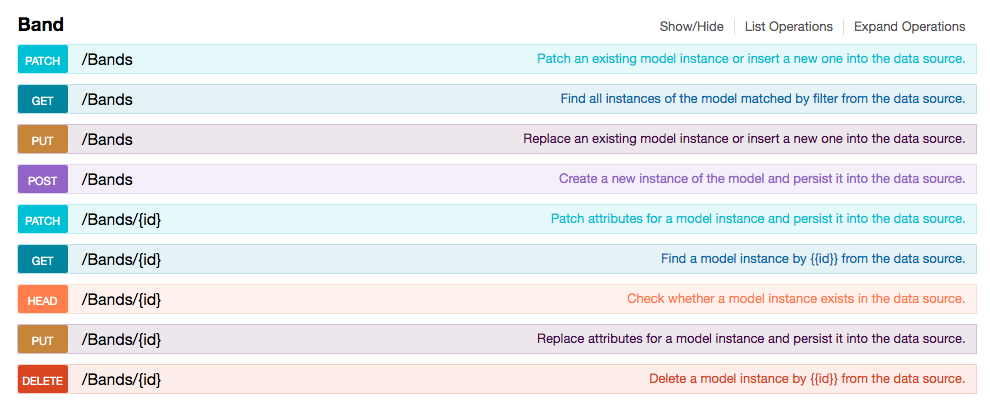 Band Show/Hide List Operations Expand Operations
PATCH /Bands Patch an existing model instance or insert a new one into the data source.
GET /Bands Find all instances of the model matched by filter from the data source.
PUT /Bands Replace an existing model instance or insert a new one into the data source.
POST /Bands Create a new instance of the model and persist it into the data source.
PATCH /Bands/{id} Patch attributes for a model instance and persist it into the data source.
GET /Bands/{id} Find a model instance by {{id}} from the data source.
HEAD /Bands/{id} Check whether a model instance exists in the data source.
PUT /Bands/{id} Replace attributes for a model instance and persist it into the data source.
DELETE /Bands/{id} Delete a model instance by {{id}} from the data source.